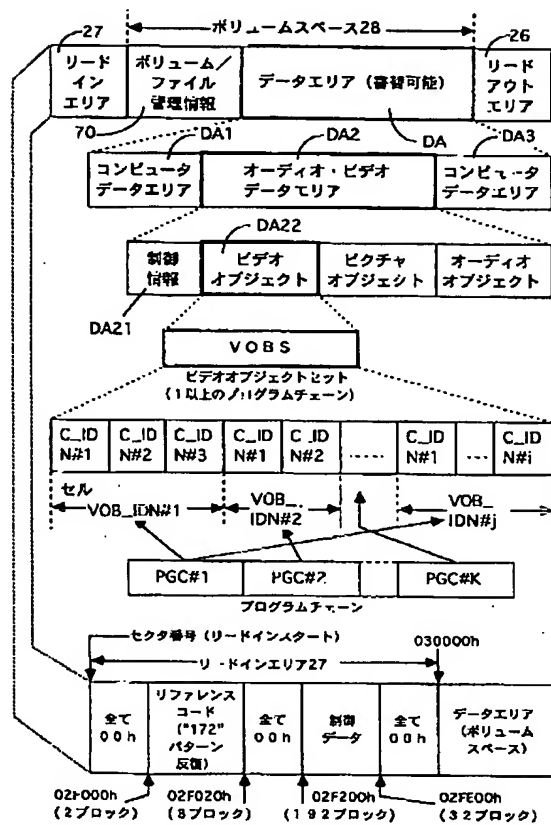 27
ボリュームスペース28
26
リード
イン
エリア
ボリューム/
ファイル
管理情報
データエリア (書替可能)
リード
アウト
エリア
70
DA1
DA2
DA
DA3
コンピュータ
データエリア
オーディオ・ビデオ
データエリア
コンピュータ
データエリア
DA22
制御
情報
ビデオ
オブジェクト
ピクチャ
オブジェクト
オーディオ
オブジェクト
DA21
VOBS
ビデオオブジェクトセット
(1以上のプログラムチェーン)
C_ID
N#1
C_ID
N#2
C_ID
N#3
C_ID
N#1
C_ID
N#2
.....
C_ID
N#1
...
C_ID
N#i
セル
VOB_IDN#1
VOB_
IDN#2
VOB_
IDN#j
PGC#1
PGC#2
PGC#K
プログラムチェーン
セクタ番号 (リードインスタート)
030000h
リードインエリア27
全て
00h
リファレンス
コード
("172"
パターン
反復)
全て
00h
制御
データ
全て
00h
データエリア
(ボリューム
スペース)
02F000h
(2ブロック)
02F020h
(8ブロック)
02F200h
(192ブロック)
02FE00h
(32ブロック)